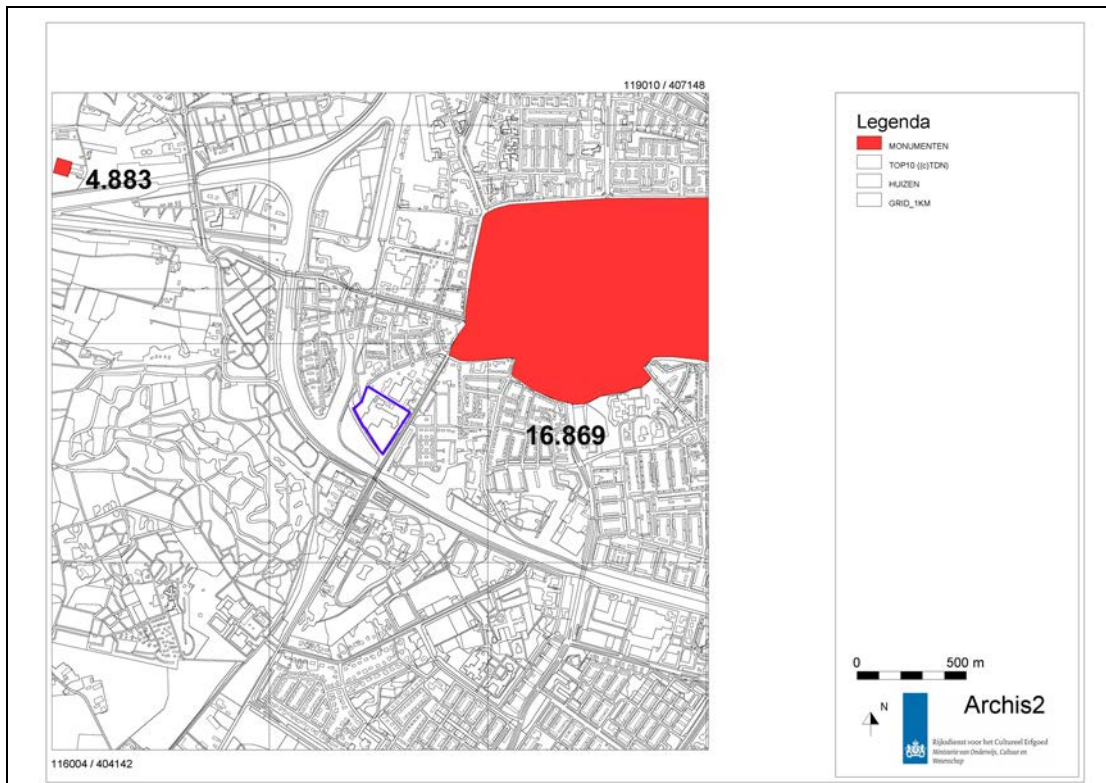 119010 / 407148
4.883
16.869
116004 / 404142
Legenda
MONUMENTEN
TOP10 ((c)TDN)
HUIZEN
GRID_1KM
0 500 m
N
Archis2
Rijksdienst voor het Cultureel Erfgoed
Ministerie van Onderwijs, Cultuur en
Wetenschap